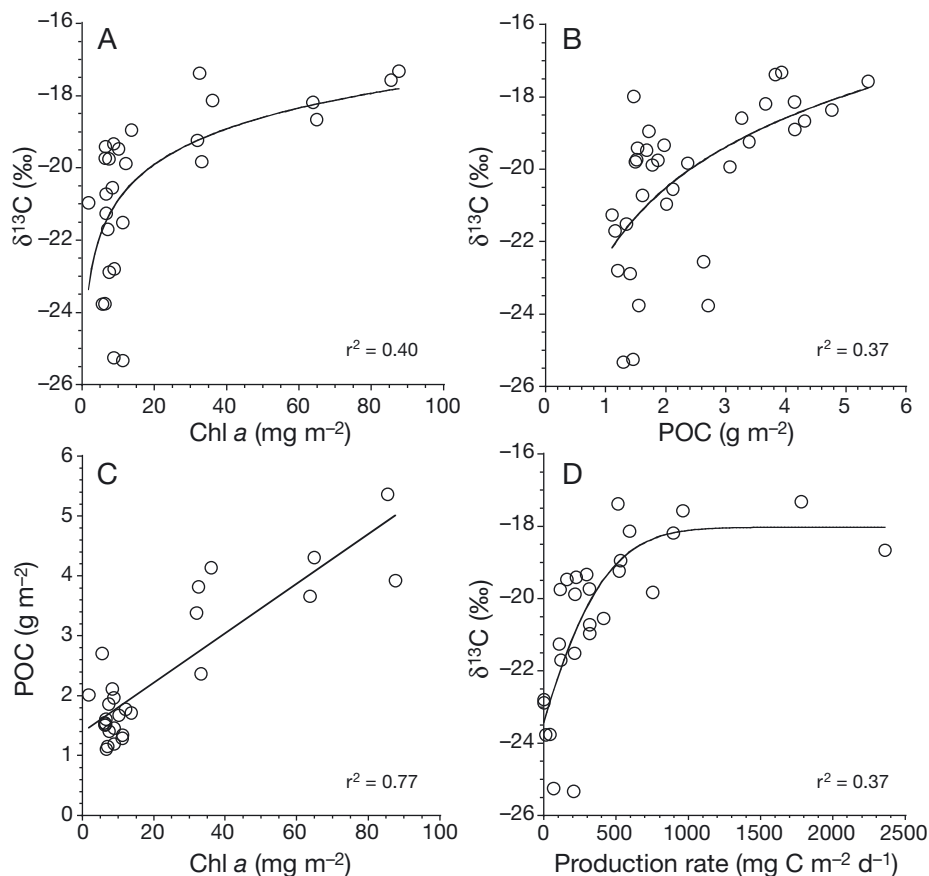 A
−16
−18
−20
−22
−24
−26
δ13C (‰)
r2 = 0.40
0 20 40 60 80 100
Chl a (mg m–2)
B
−16
−18
−20
−22
−24
−26
δ13C (‰)
r2 = 0.37
0 1 2 3 4 5 6
POC (g m–2)
C
6
5
4
3
2
1
0
POC (g m–2)
r2 = 0.77
0 20 40 60 80 100
Chl a (mg m–2)
D
−16
−18
−20
−22
−24
−26
δ13C (‰)
r2 = 0.37
0 500 1000 1500 2000 2500
Production rate (mg C m–2 d–1)